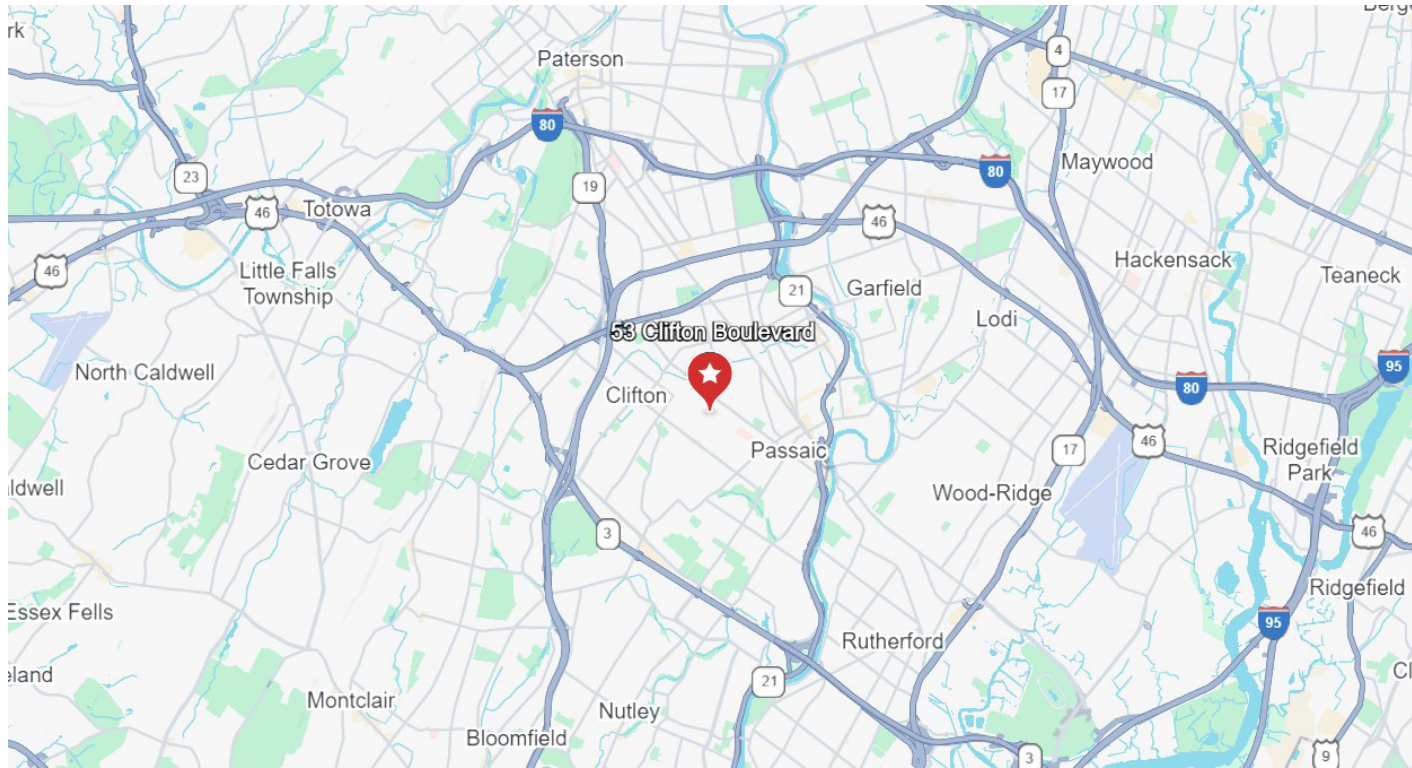 rk
Paterson
80
4
17
23
19
Maywood
80
46
Totowa
46
46
Hackensack
46
Little Falls
Township
Teaneck
21
Garfield
Lodi
53 Clifton Boulevard
North Caldwell
95
80
Clifton
46
Passaic
17
Ridgefield
Park
Cedar Grove
aldwell
Wood-Ridge
3
46
Essex Fells
Ridgefield
95
Rutherford
eland
21
Montclair
Nutley
Bloomfield
3
9
Cl